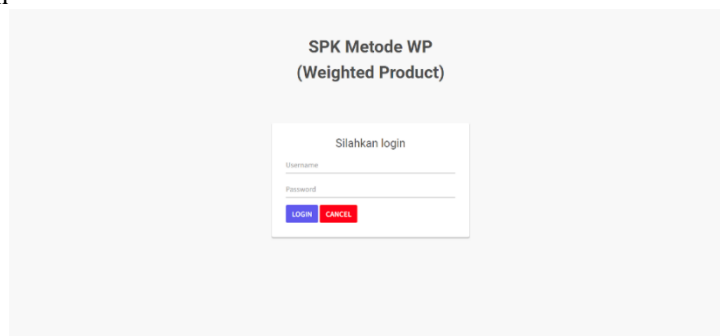 SPK Metode WP
(Weighted Product)
Silahkan login
Username
Password
LOGIN CANCEL